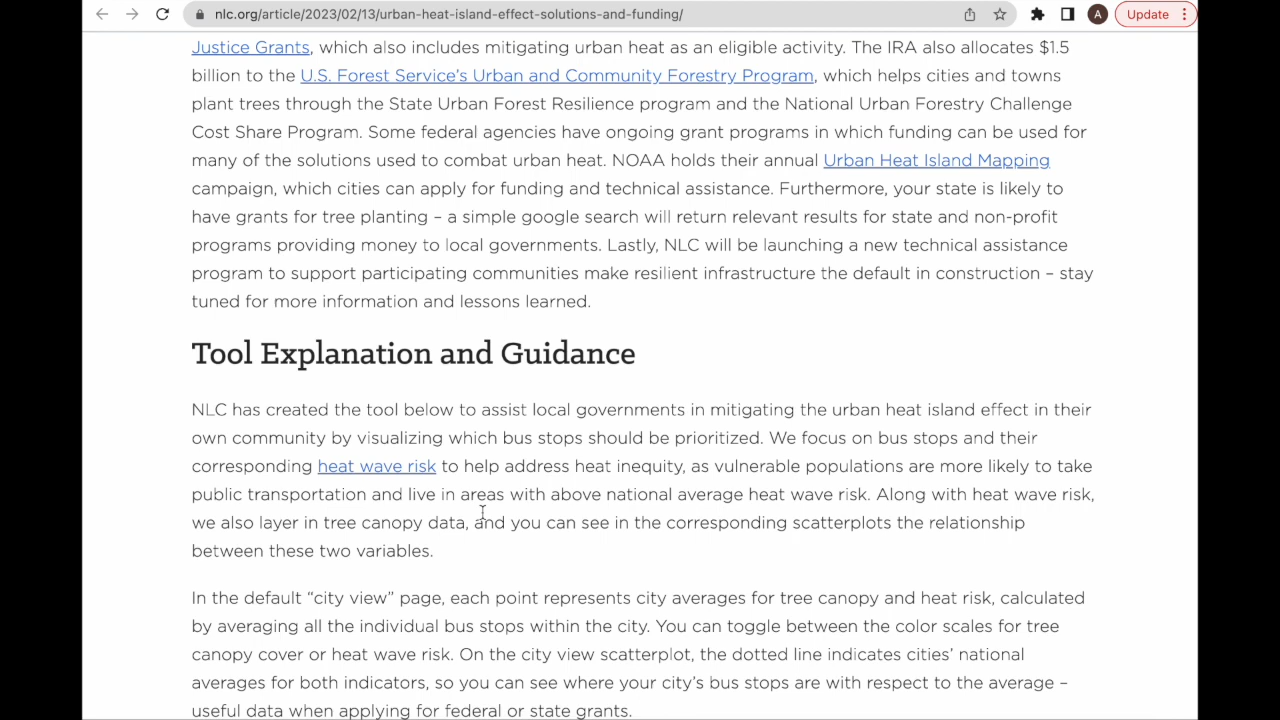 nlc.org/article/2023/02/13/urban-heat-island-effect-solutions-and-funding/
A
Update
Justice Grants, which also includes mitigating urban heat as an eligible activity. The IRA also allocates $1.5
billion to the U.S. Forest Service’s Urban and Community Forestry Program, which helps cities and towns
plant trees through the State Urban Forest Resilience program and the National Urban Forestry Challenge
Cost Share Program. Some federal agencies have ongoing grant programs in which funding can be used for
many of the solutions used to combat urban heat. NOAA holds their annual Urban Heat Island Mapping
campaign, which cities can apply for funding and technical assistance. Furthermore, your state is likely to
have grants for tree planting – a simple google search will return relevant results for state and non-profit
programs providing money to local governments. Lastly, NLC will be launching a new technical assistance
program to support participating communities make resilient infrastructure the default in construction – stay
tuned for more information and lessons learned.
Tool Explanation and Guidance
NLC has created the tool below to assist local governments in mitigating the urban heat island effect in their
own community by visualizing which bus stops should be prioritized. We focus on bus stops and their
corresponding heat wave risk to help address heat inequity, as vulnerable populations are more likely to take
public transportation and live in areas with above national average heat wave risk. Along with heat wave risk,
we also layer in tree canopy data, and you can see in the corresponding scatterplots the relationship
between these two variables.
In the default “city view” page, each point represents city averages for tree canopy and heat risk, calculated
by averaging all the individual bus stops within the city. You can toggle between the color scales for tree
canopy cover or heat wave risk. On the city view scatterplot, the dotted line indicates cities’ national
averages for both indicators, so you can see where your city’s bus stops are with respect to the average –
useful data when applying for federal or state grants.